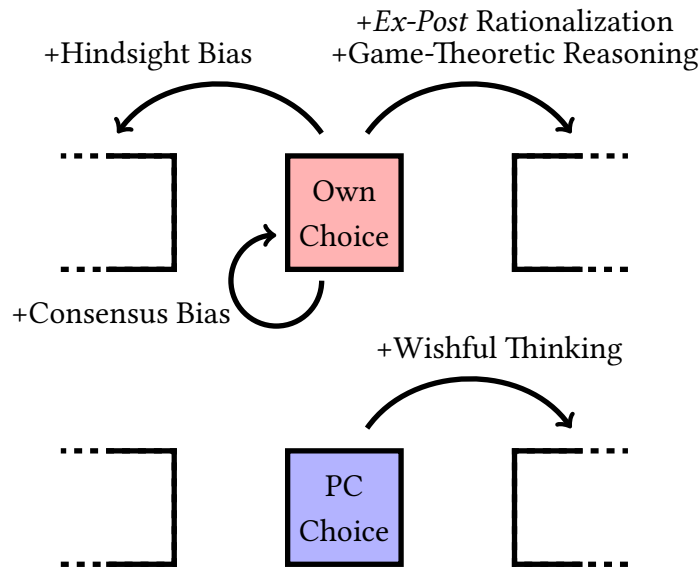 +Ex-Post Rationalization
+Hindsight Bias
+Game-Theoretic Reasoning
Own
Choice
+Consensus Bias
+Wishful Thinking
PC
Choice